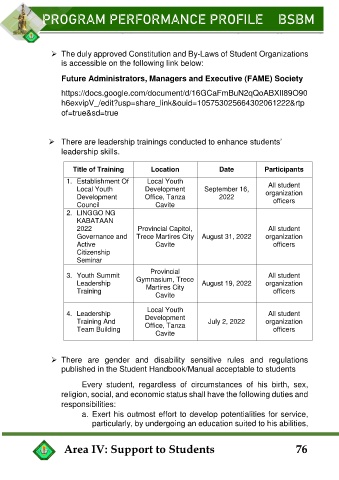 PROGRAM PERFORMANCE PROFILE BSBM
➢ The duly approved Constitution and By-Laws of Student Organizations
is accessible on the following link below:
Future Administrators, Managers and Executive (FAME) Society
https://docs.google.com/document/d/16GCaFmBuN2qQoABXIl89O90
h6exvipV_/edit?usp=share_link&ouid=105753025664302061222&rtp
of=true&sd=true
➢ There are leadership trainings conducted to enhance students'
leadership skills.
Title of Training Location Date Participants
1. Establishment Of
Local Youth
Development
Council
Local Youth
Development
Office, Tanza
Cavite
September 16,
2022
All student
organization
officers
2. LINGGO NG
KABATAAN
2022
Governance and
Active
Citizenship
Seminar
Provincial Capitol,
Trece Martires City
Cavite
August 31, 2022
All student
organization
officers
3. Youth Summit
Leadership
Training
Provincial
Gymnasium, Trece
Martires City
Cavite
August 19, 2022
All student
organization
officers
4. Leadership
Training And
Team Building
Local Youth
Development
Office, Tanza
Cavite
July 2, 2022
All student
organization
officers
➢ There are gender and disability sensitive rules and regulations
published in the Student Handbook/Manual acceptable to students
Every student, regardless of circumstances of his birth, sex,
religion, social, and economic status shall have the following duties and
responsibilities:
a. Exert his outmost effort to develop potentialities for service,
particularly, by undergoing an education suited to his abilities,
Area IV: Support to Students 76